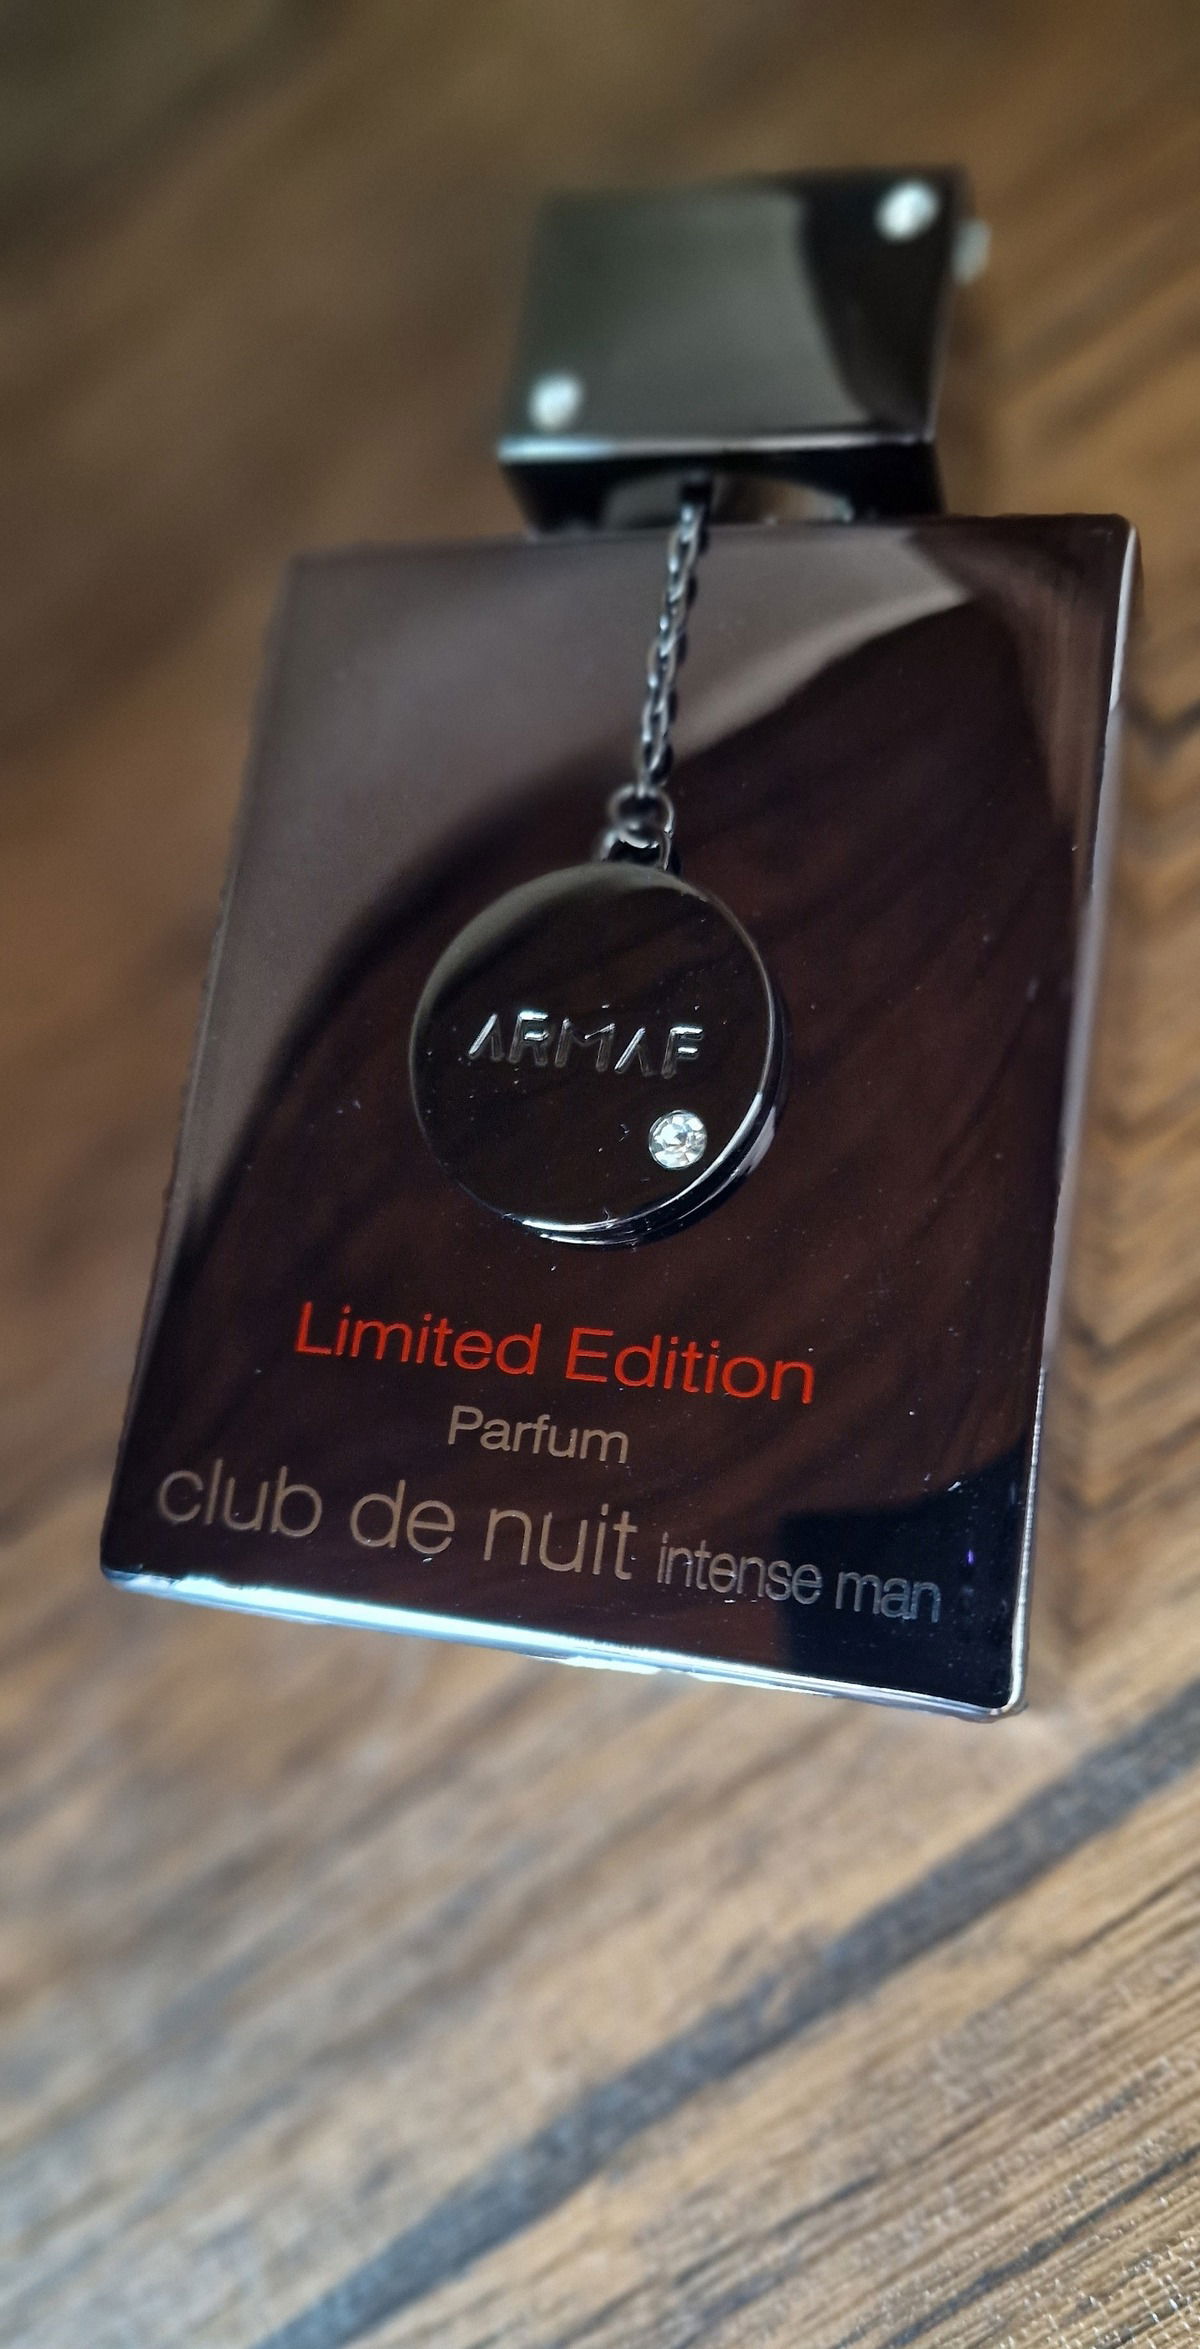 ARMAF
Limited Edition
Parfum
club de nuit intense man